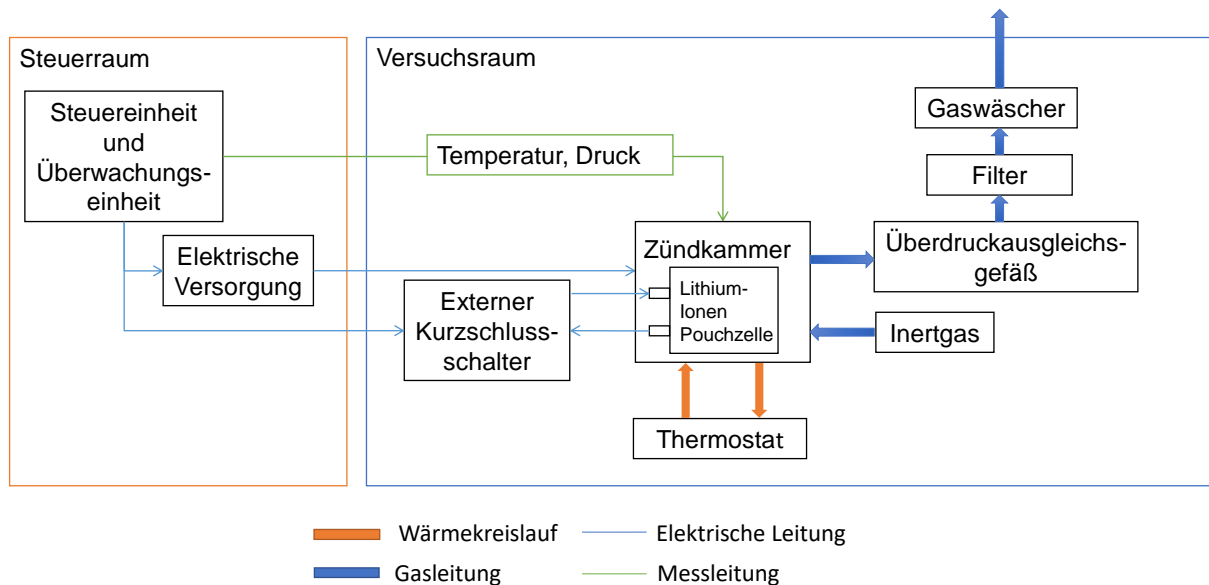 Steuerraum
Steuereinheit
und
Überwachungs-
einheit
Elektrische
Versorgung
Versuchsraum
Temperatur, Druck
Externer
Kurzschluss-
schalter
Zündkammer
Lithium-
Ionen
Pouchzelle
Thermostat
Gaswäscher
Filter
Überdruckausgleichs-
gefäß
Inertgas
Wärmekreislauf
Elektrische Leitung
Gasleitung
Messleitung